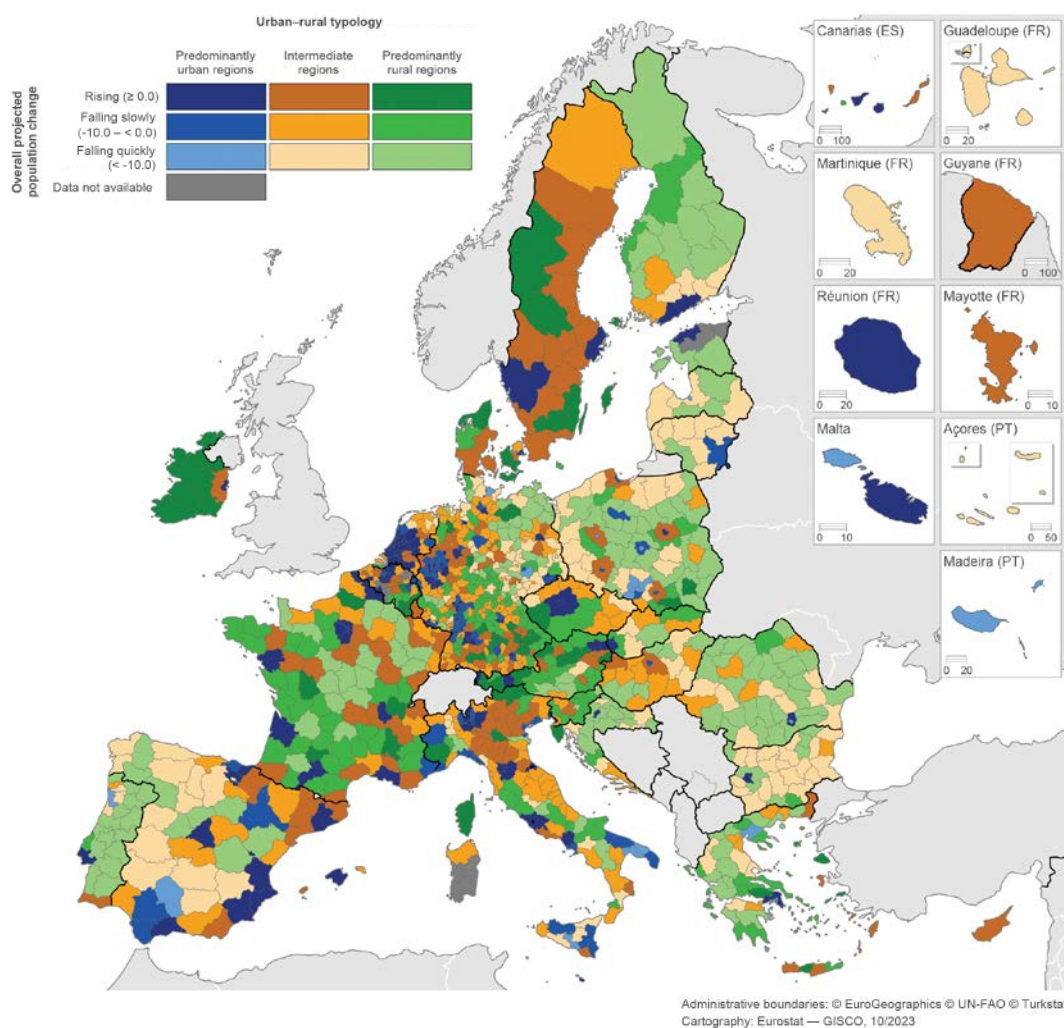 Urban–rural typology
Predominantly
urban regions
Intermediate
regions
Predominantly
rural regions
Overall projected
population change
Rising (≥ 0.0)
Falling slowly
(-10.0 – < 0.0)
Falling quickly
(< -10.0)
Data not available
Canarias (ES)
0 100
Guadeloupe (FR)
0 20
Martinique (FR)
0 20
Guyane (FR)
0 100
Réunion (FR)
0 20
Mayotte (FR)
0 10
Malta
0 10
Açores (PT)
0 50
Madeira (PT)
0 20
Administrative boundaries: © EuroGeographics © UN-FAO © Turksta
Cartography: Eurostat — GISCO, 10/2023